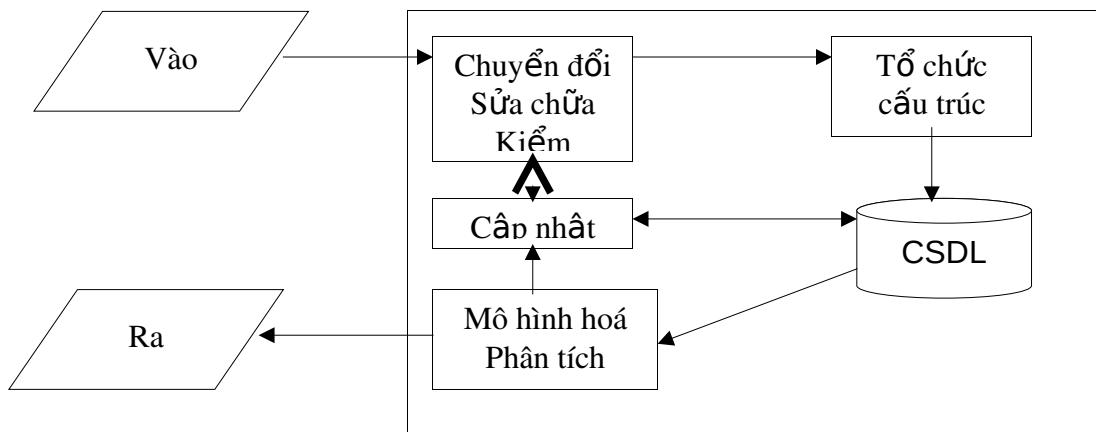 Vào
Chuyển đổi
Sửa chữa
Kiểm
Tổ chức
cấu trúc
Cập nhật
CSDL
Mô hình hoá
Phân tích
Ra